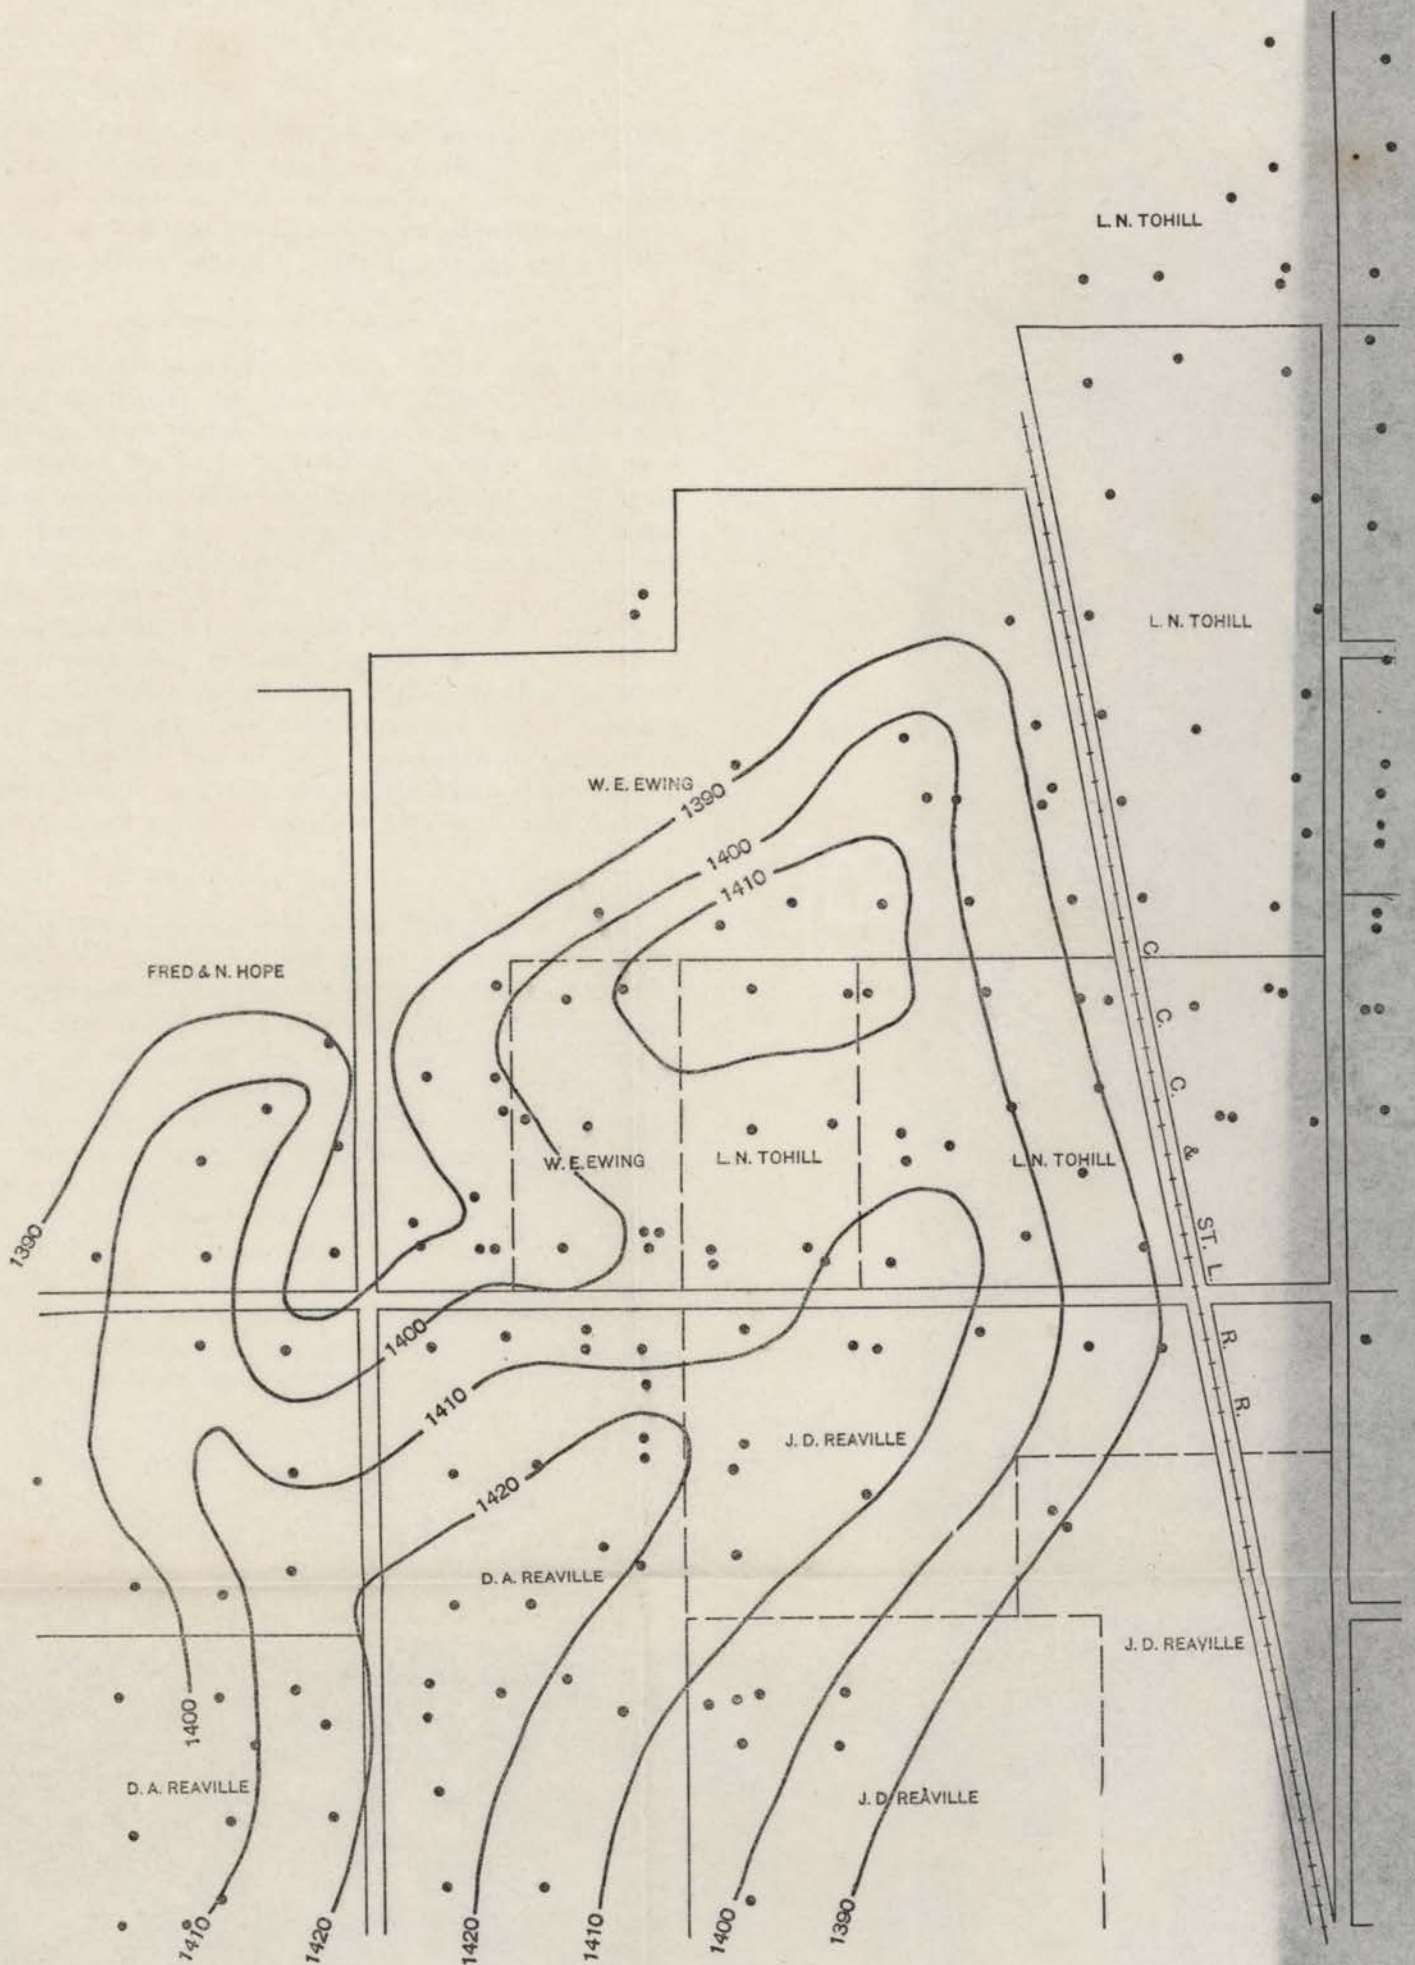 L. N. TOHILL
L. N. TOHILL
W. E. EWING
1390
1400
1410
FRED & N. HOPE
C. C. C. & ST. L. R. R.
W. E. EWING
L. N. TOHILL
L. N. TOHILL
1390
1400
1410
J. D. REAVILLE
1420
D. A. REAVILLE
J. D. REAVILLE
1400
D. A. REAVILLE
J. D. REAVILLE
1410
1420
1420
1410
1400
1390